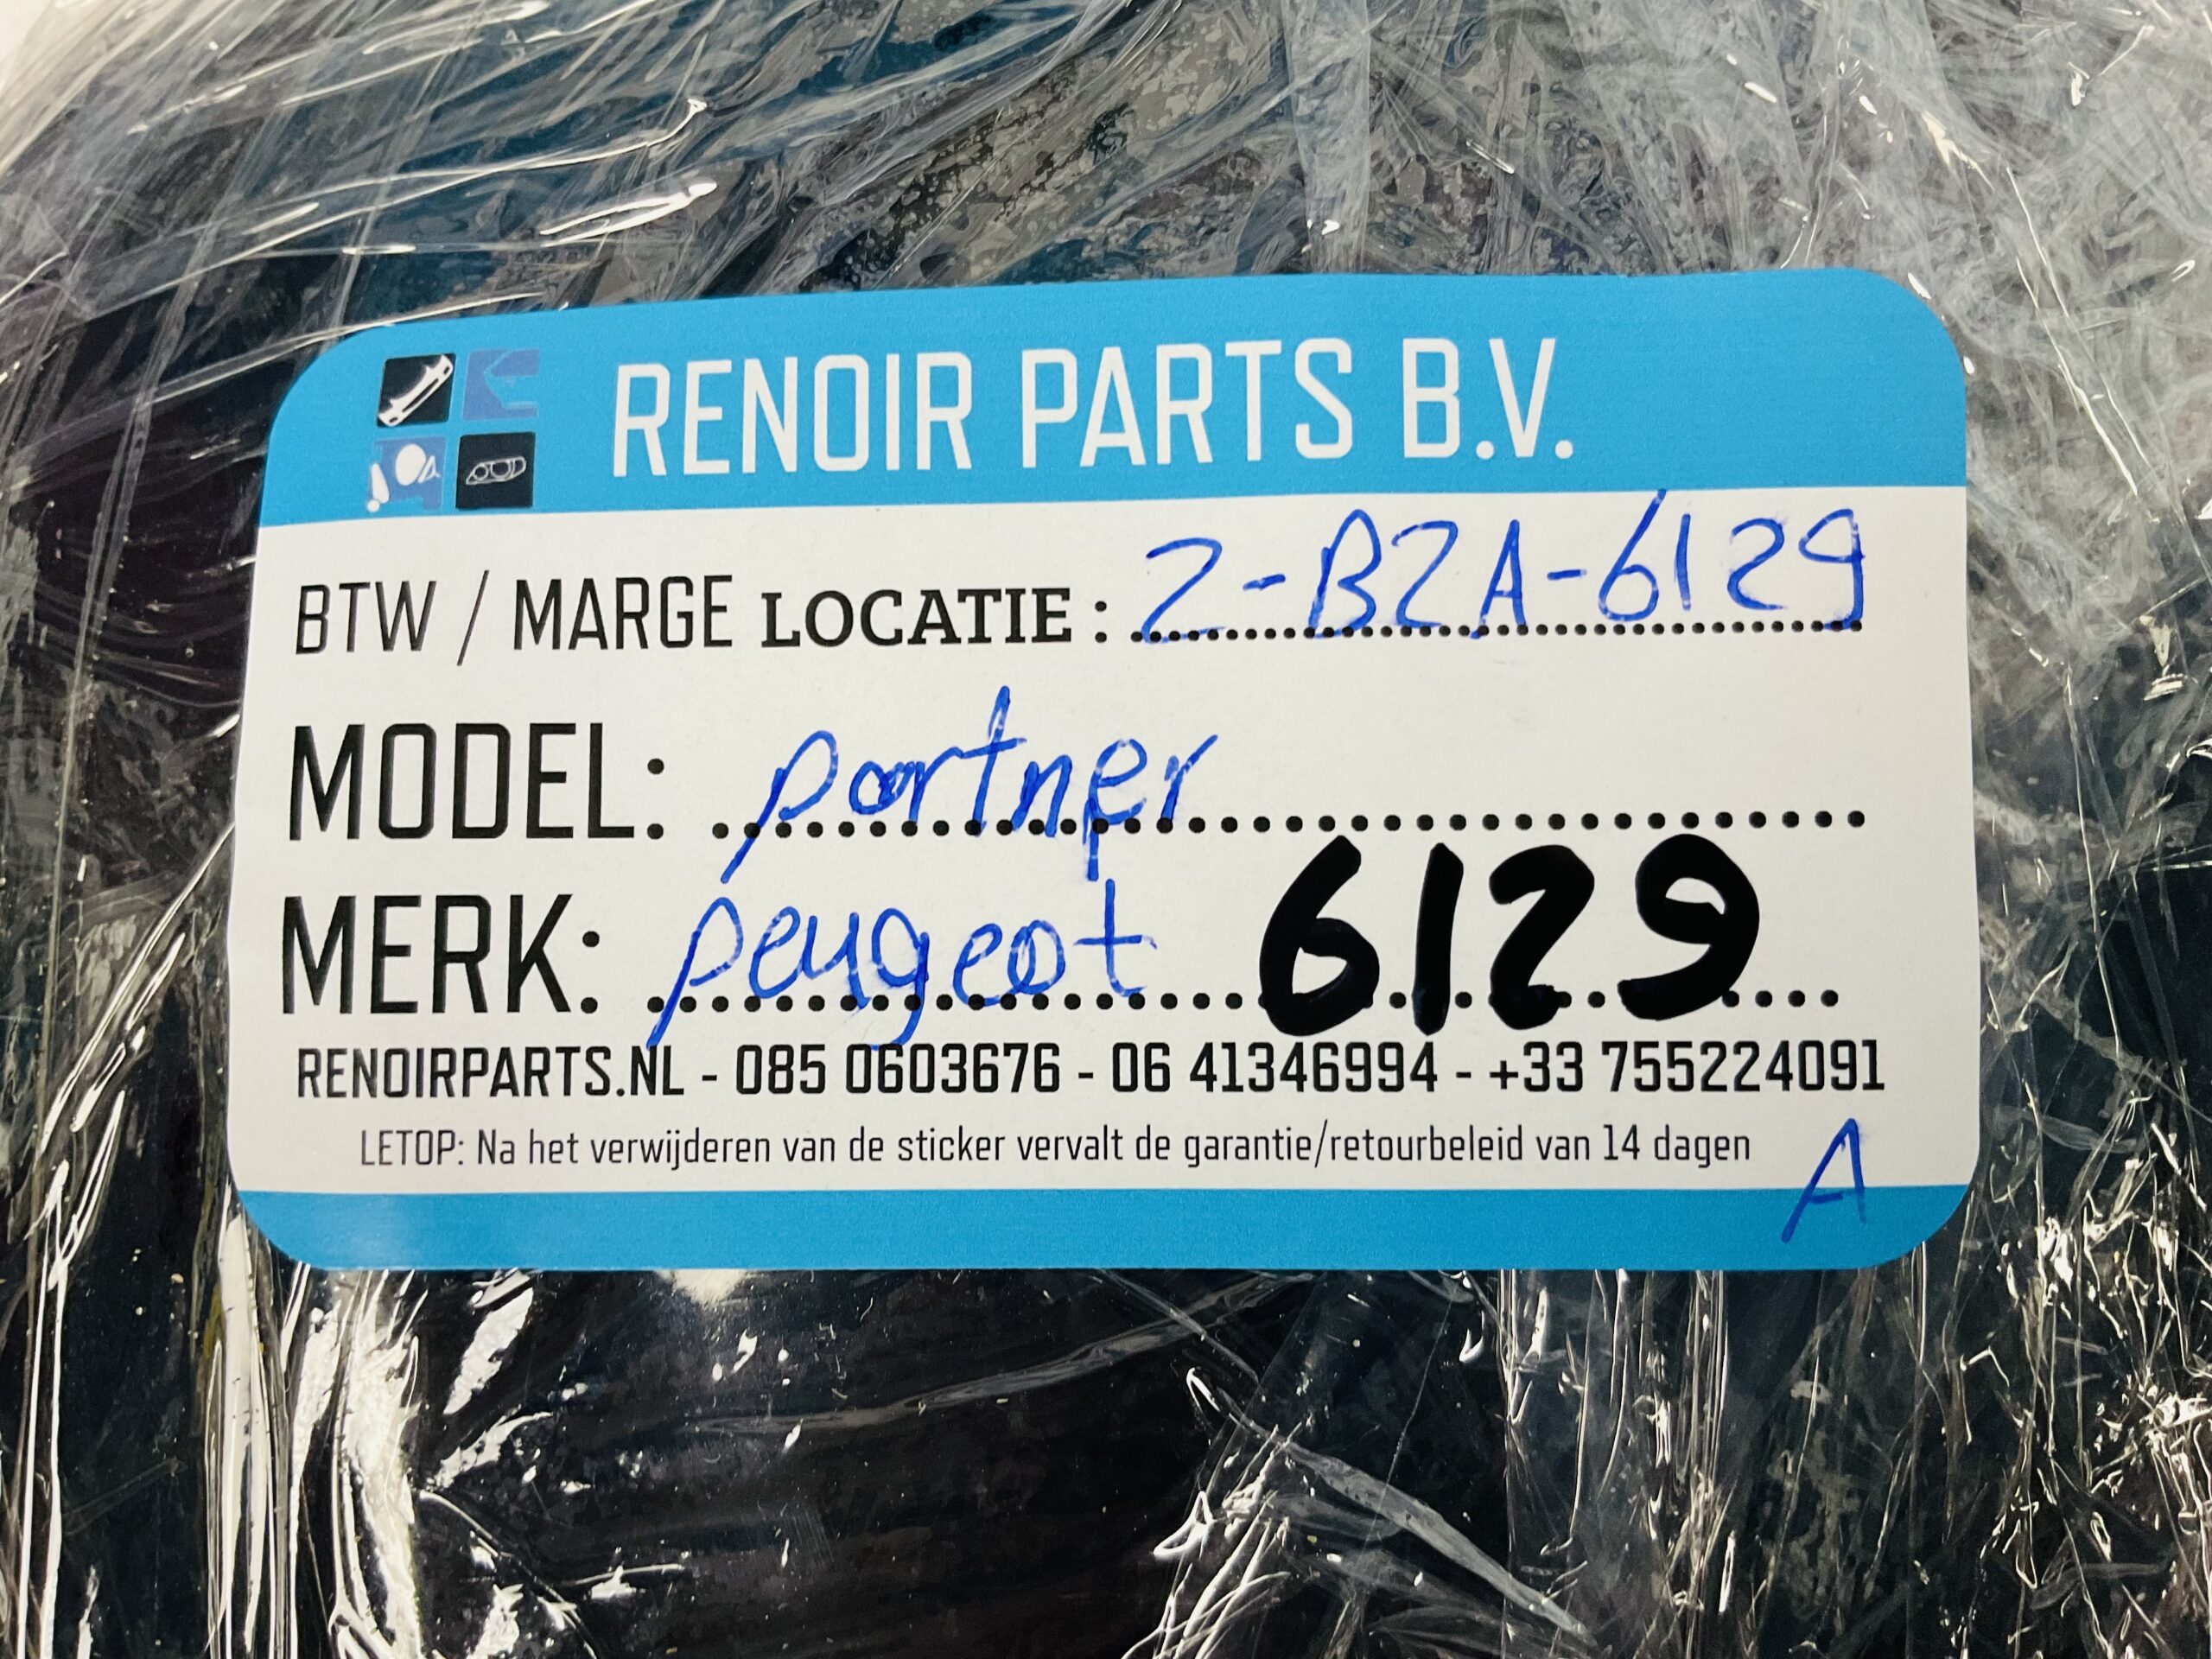 RENOIR PARTS B.V.
BTW / MARGE LOCATIE : 2-B2A-6129
MODEL: partner
MERK: peugeot 6129
RENOIRPARTS.NL - 085 0603676 - 06 41346994 - +33 755224091
LETOP: Na het verwijderen van de sticker vervalt de garantie/retourbeleid van 14 dagen
A